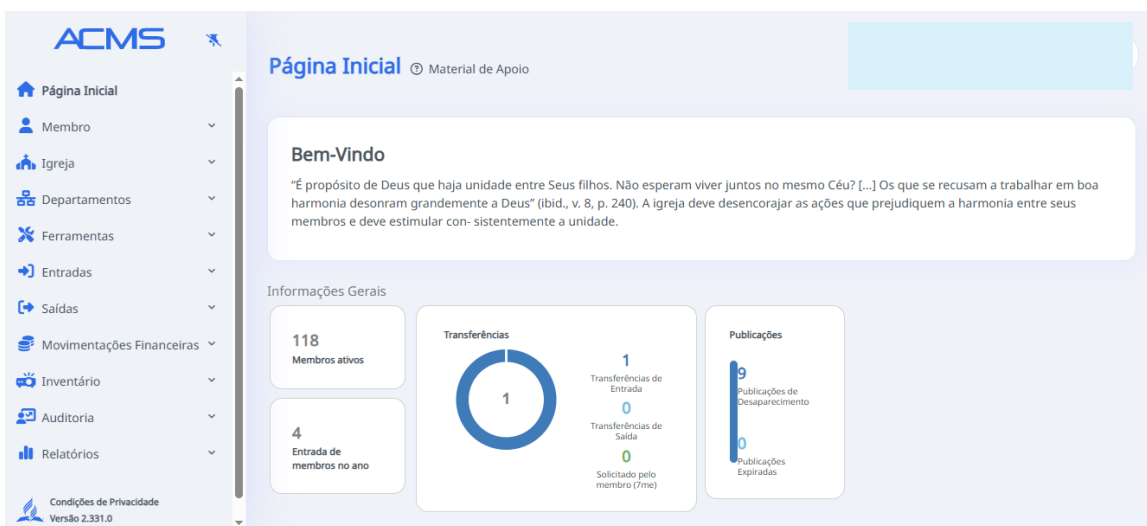 ACMS
Página Inicial
Membro
Igreja
Departamentos
Ferramentas
Entradas
Saídas
Movimentações Financeiras
Inventário
Auditoria
Relatórios
Condições de Privacidade
Versão 2.331.0
Página Inicial
Material de Apoio
Bem-Vindo
“É propósito de Deus que haja unidade entre Seus filhos. Não esperam viver juntos no mesmo Céu? [...] Os que se recusam a trabalhar em boa
harmonia desonram grandemente a Deus” (ibid., v. 8, p. 240). A igreja deve desencorajar as ações que prejudiquem a harmonia entre seus
membros e deve estimular con- sistentemente a unidade.
Informações Gerais
118
Membros ativos
4
Entrada de
membros no ano
Transferências
1
1
Transferências de
Entrada
0
Transferências de
Saída
0
Solicitado pelo
membro (7me)
Publicações
9
Publicações de
Desaparecimento
0
Publicações
Expiradas